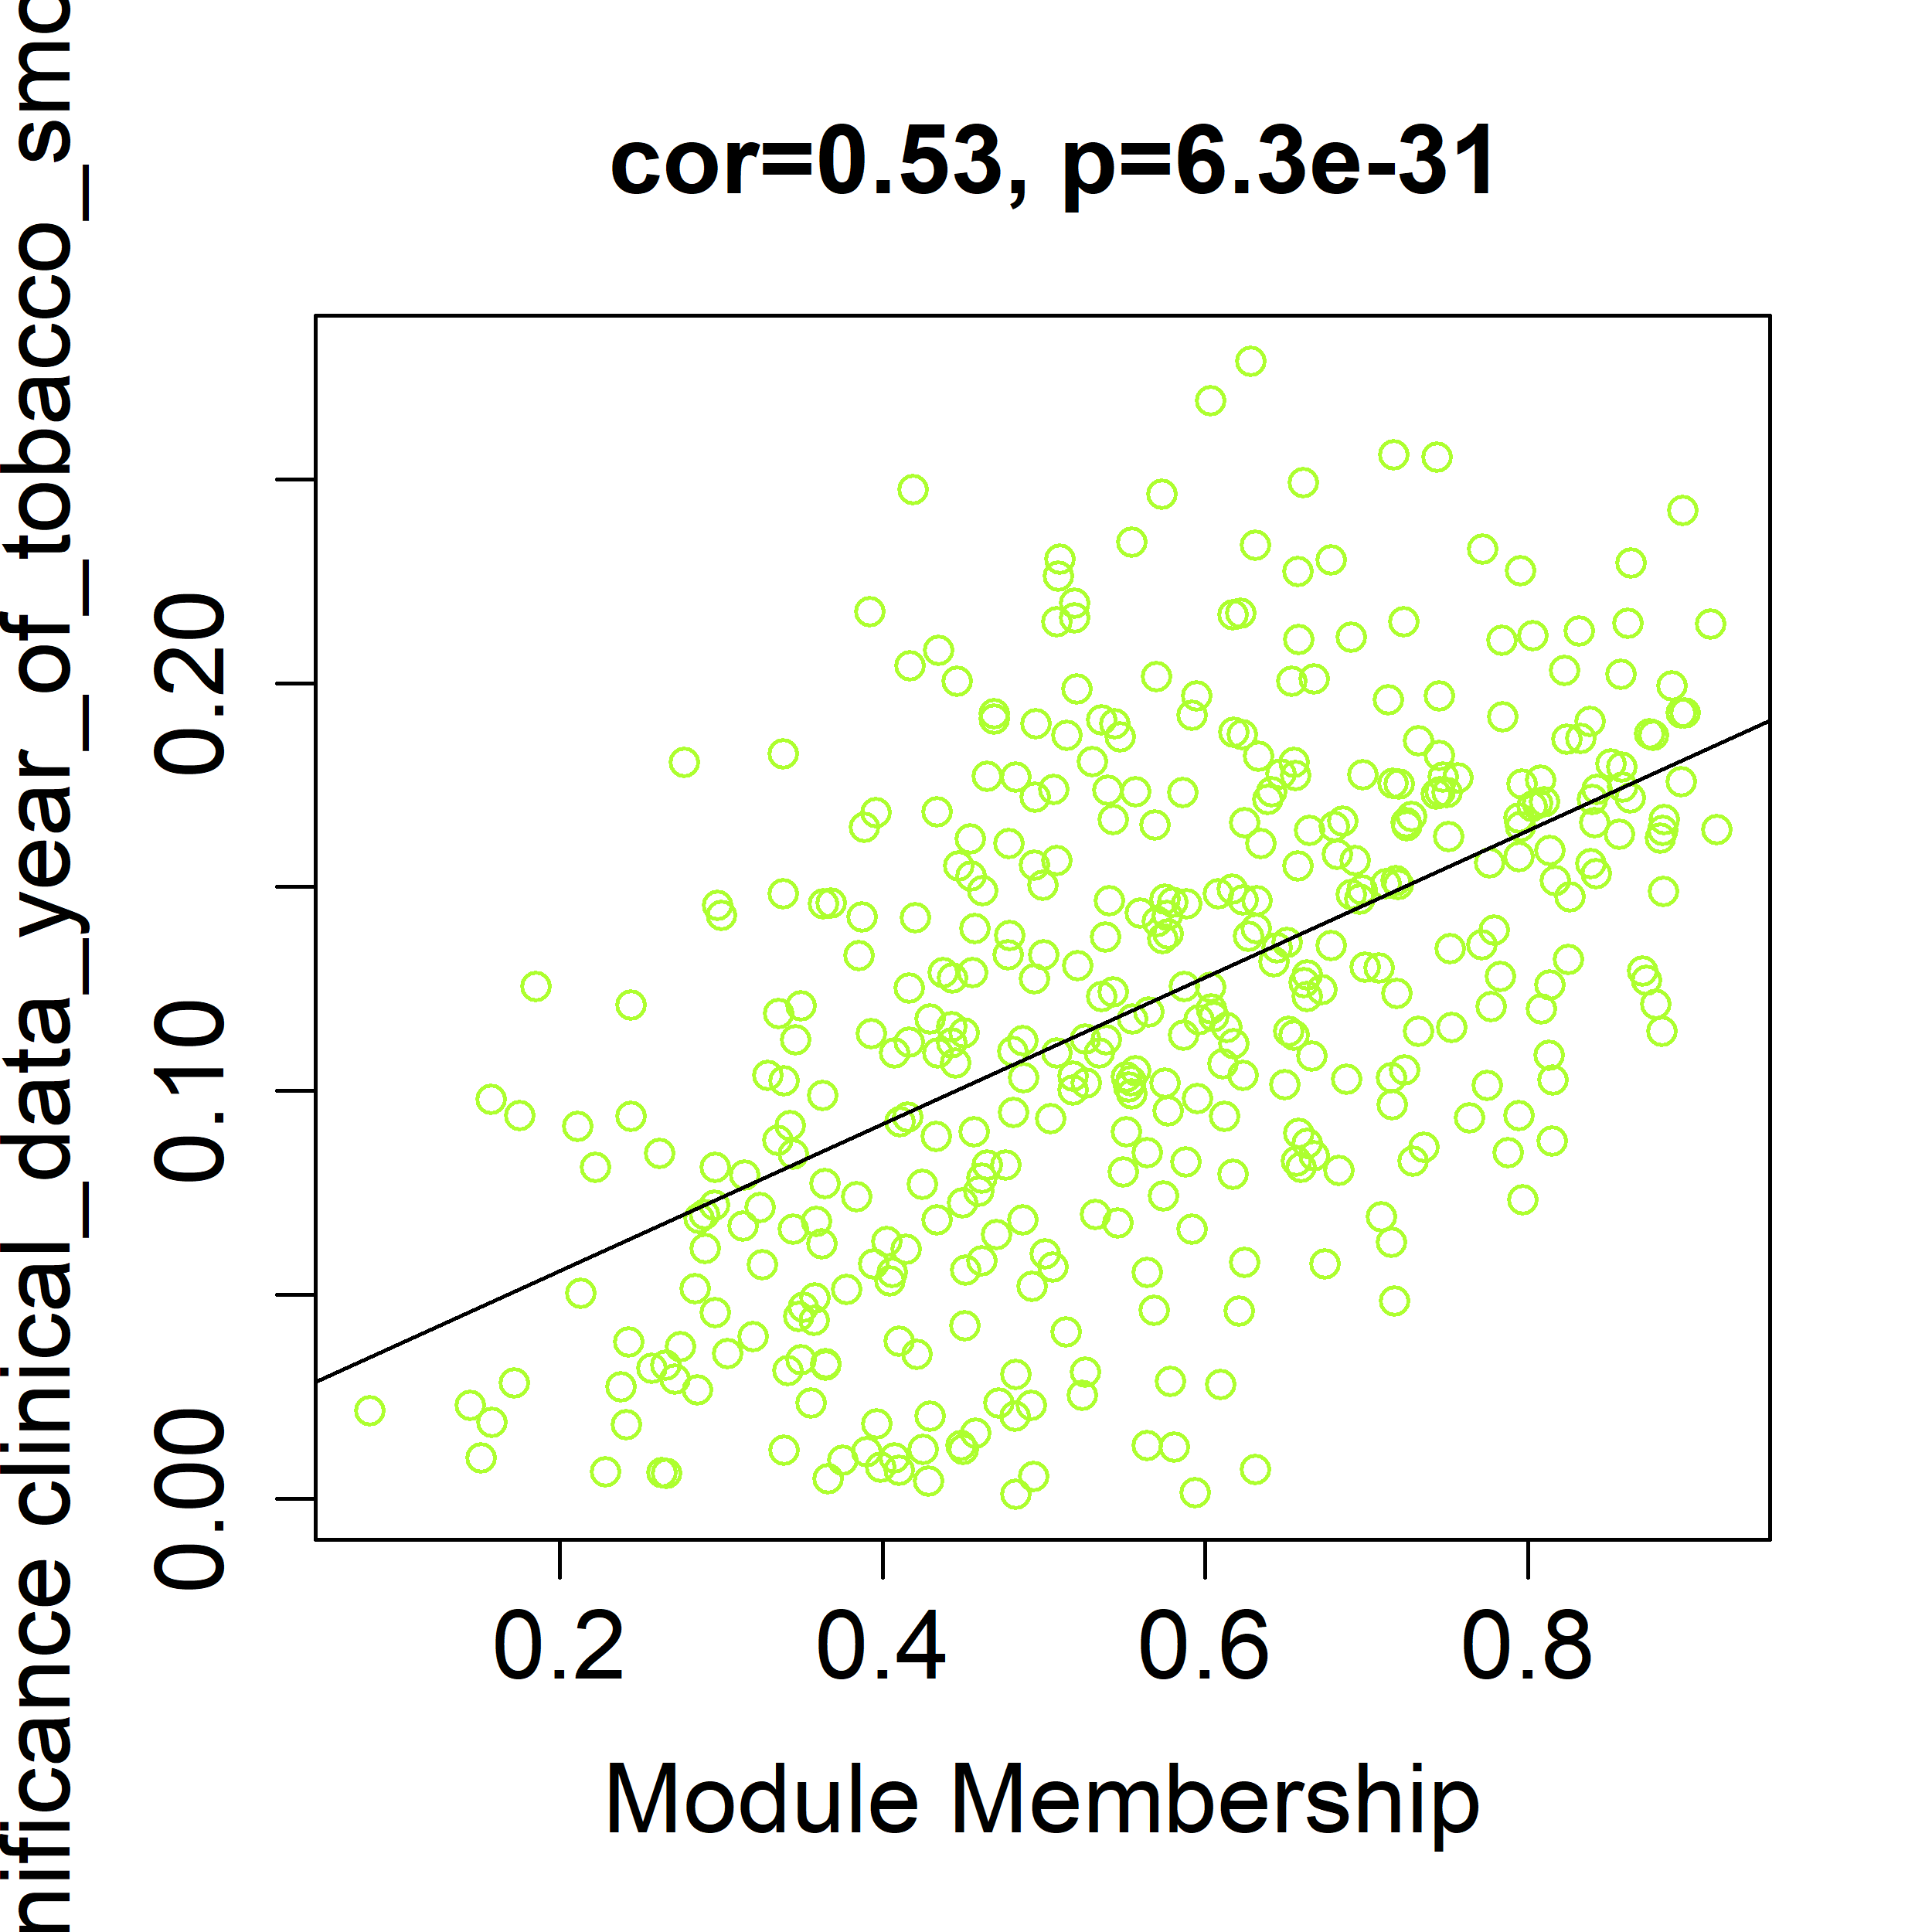 cor=0.53, p=6.3e-31
nificance clinical_data_year_of_tobacco_smo
0.20
0.10
0.00
0.2 0.4 0.6 0.8
Module Membership